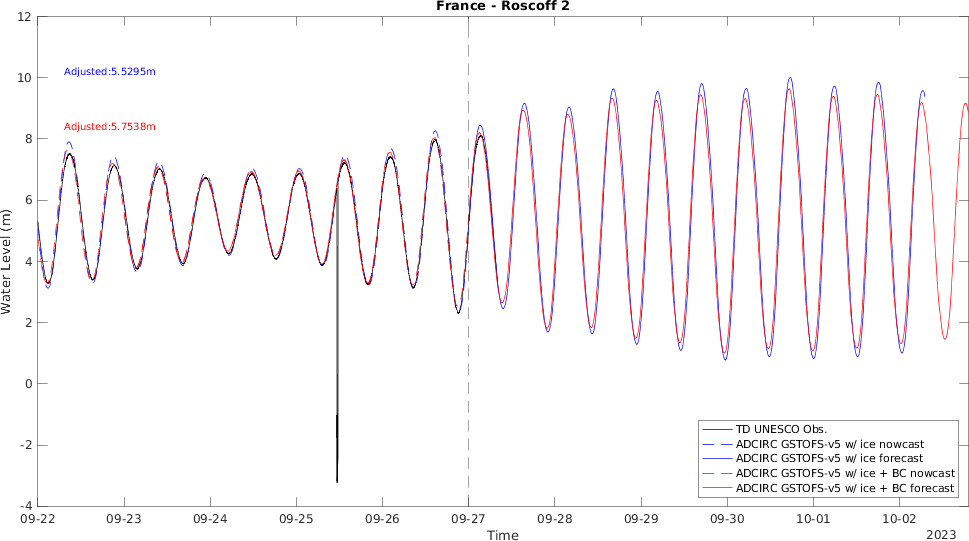 France - Roscoff 2
12
10
8
6
4
2
0
-2
-4
Water Level (m)
Adjusted:5.5295m
Adjusted:5.7538m
TD UNESCO Obs.
ADCIRC GSTOFS-v5 w/ ice nowcast
ADCIRC GSTOFS-v5 w/ ice forecast
ADCIRC GSTOFS-v5 w/ ice + BC nowcast
ADCIRC GSTOFS-v5 w/ ice + BC forecast
09-22 09-23 09-24 09-25 09-26 09-27 09-28 09-29 09-30 10-01 10-02
Time
2023